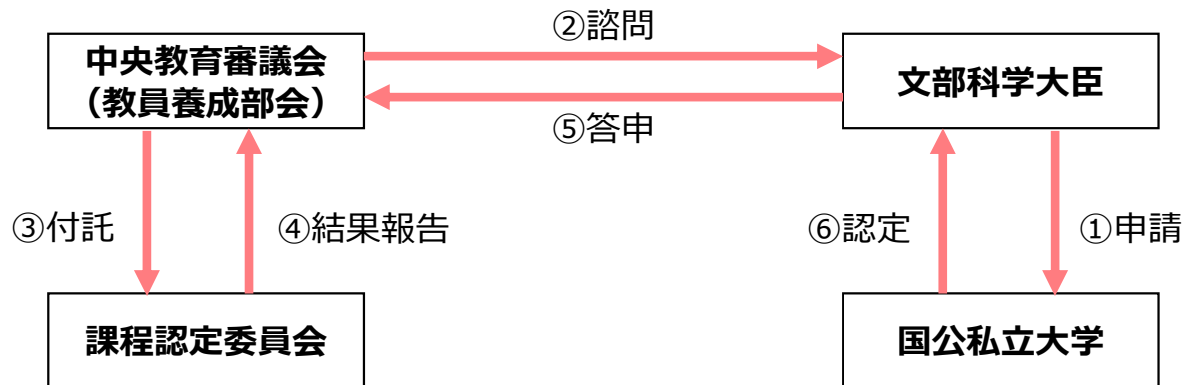 ②諮問
中央教育審議会
（教員養成部会）
文部科学大臣
⑤答申
③付託
④結果報告
⑥認定
①申請
課程認定委員会
国公私立大学